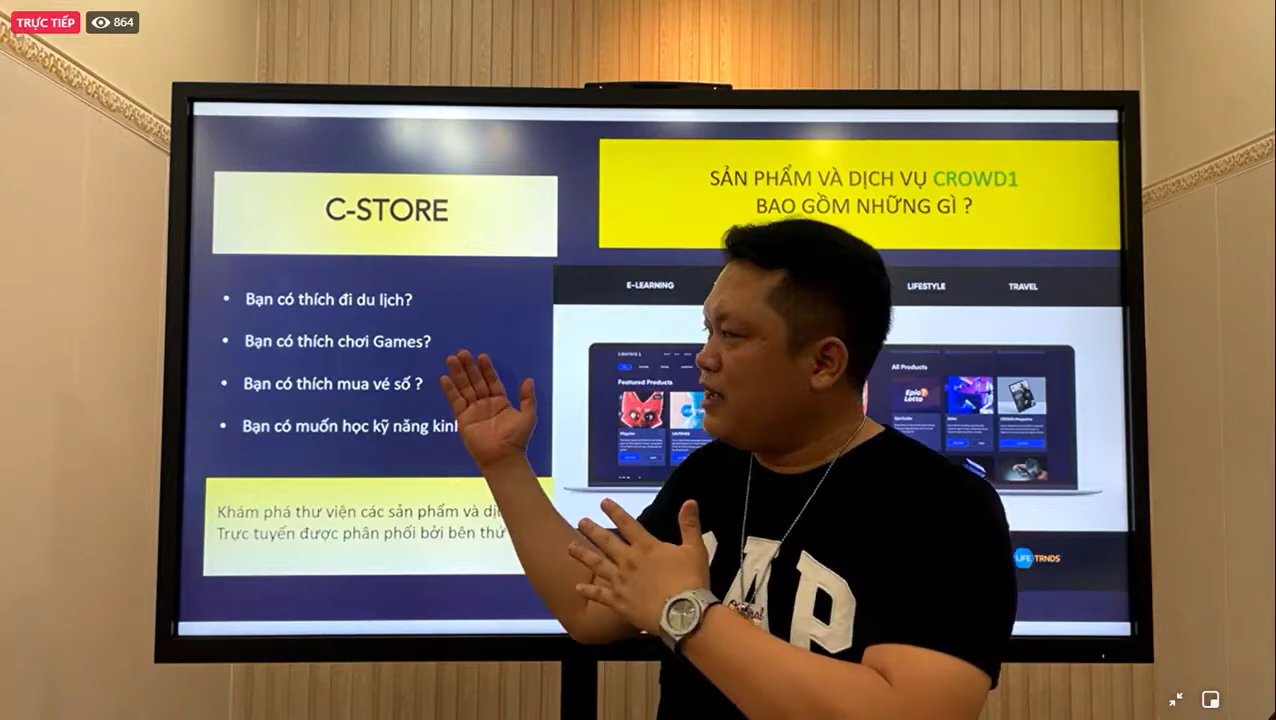 TRỰC TIẾP
864
C-STORE
SẢN PHẨM VÀ DỊCH VỤ CROWD1
BAO GỒM NHỮNG GÌ ?
• Bạn có thích đi du lịch?
• Bạn có thích chơi Games?
• Bạn có thích mua vé số ?
• Bạn có muốn học kỹ năng
Khám phá thư viện các sản phẩm và
Trực tuyến được phân phối bởi bên thứ
E-LEARNING
LIFESTYLE
TRAVEL
CROWD1
Featured Products
All Products
Epic
Lotto
LIFE TRNDS